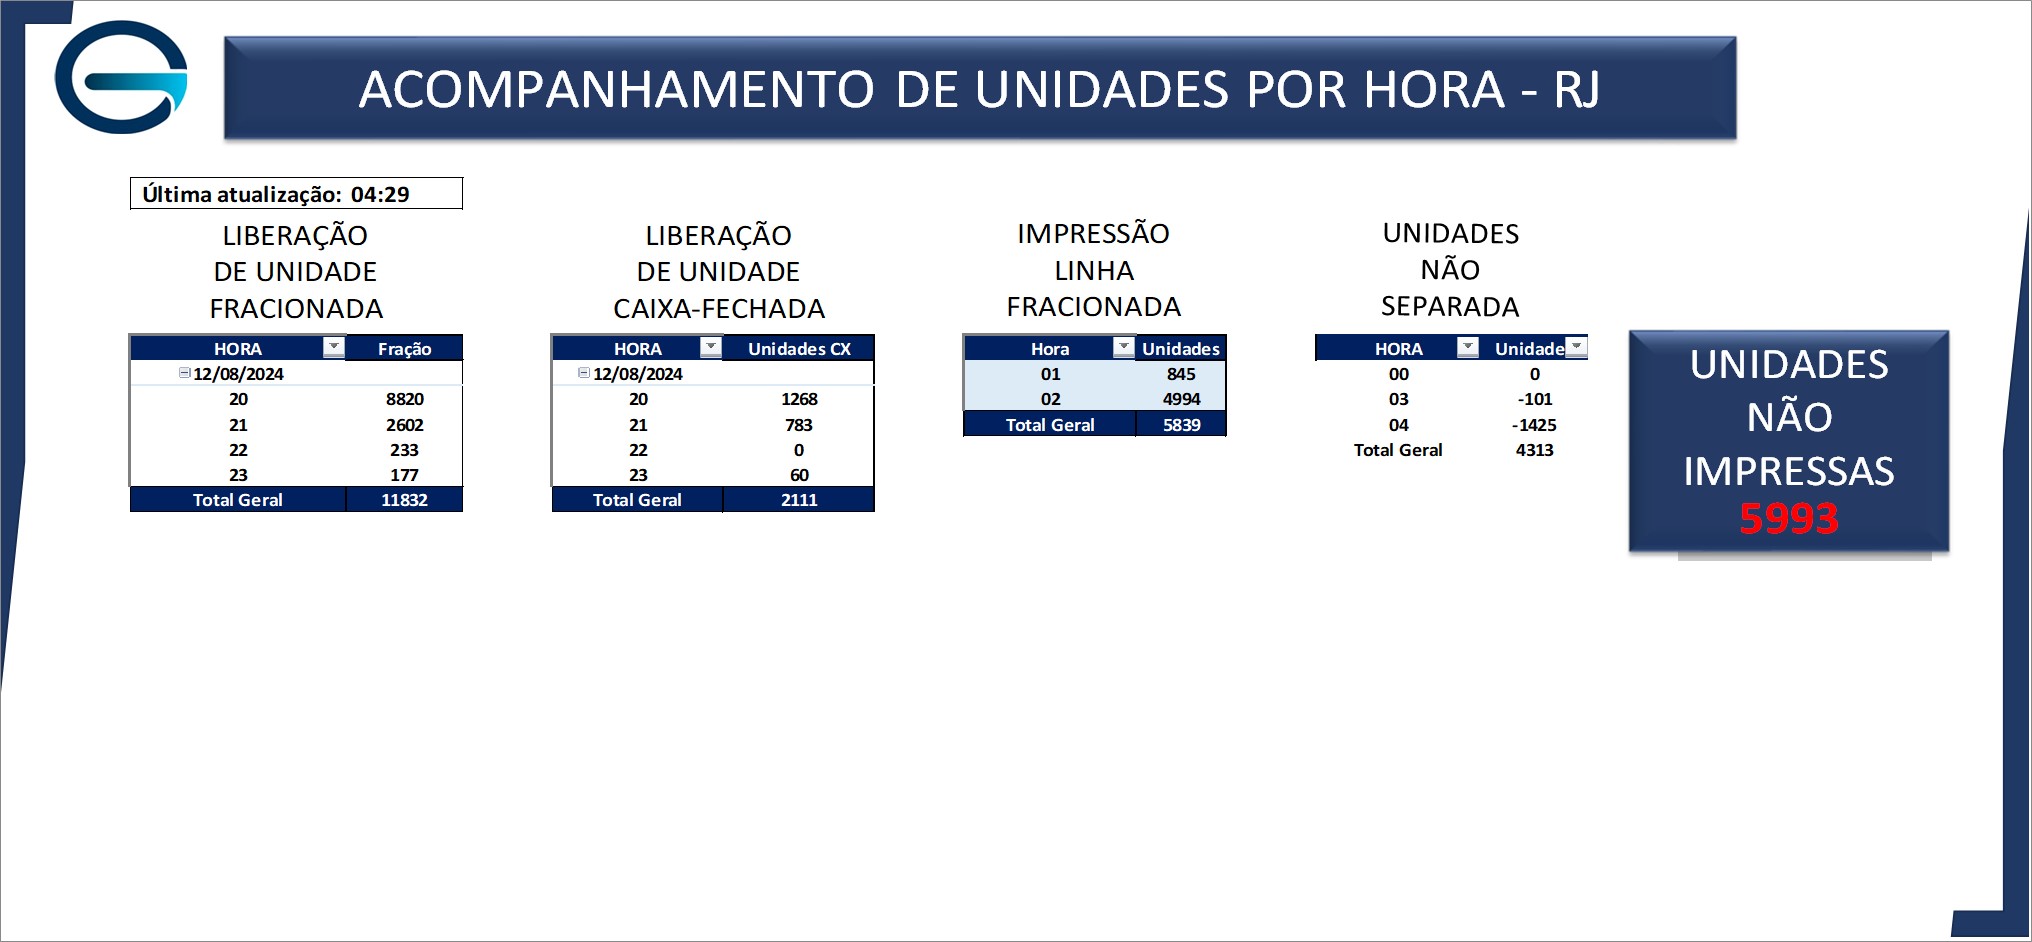 ACOMPANHAMENTO DE UNIDADES POR HORA - RJ
Última atualização: 04:29
LIBERAÇÃO
DE UNIDADE
FRACIONADA
HORA Fração
12/08/2024
20 8820
21 2602
22 233
23 177
Total Geral 11832
LIBERAÇÃO
DE UNIDADE
CAIXA-FECHADA
HORA Unidades CX
12/08/2024
20 1268
21 783
22 0
23 60
Total Geral 2111
IMPRESSÃO
LINHA
FRACIONADA
Hora Unidades
01 845
02 4994
Total Geral 5839
UNIDADES
NÃO
SEPARADA
HORA Unidade
00 0
03 -101
04 -1425
Total Geral 4313
UNIDADES
NÃO
IMPRESSAS
5993